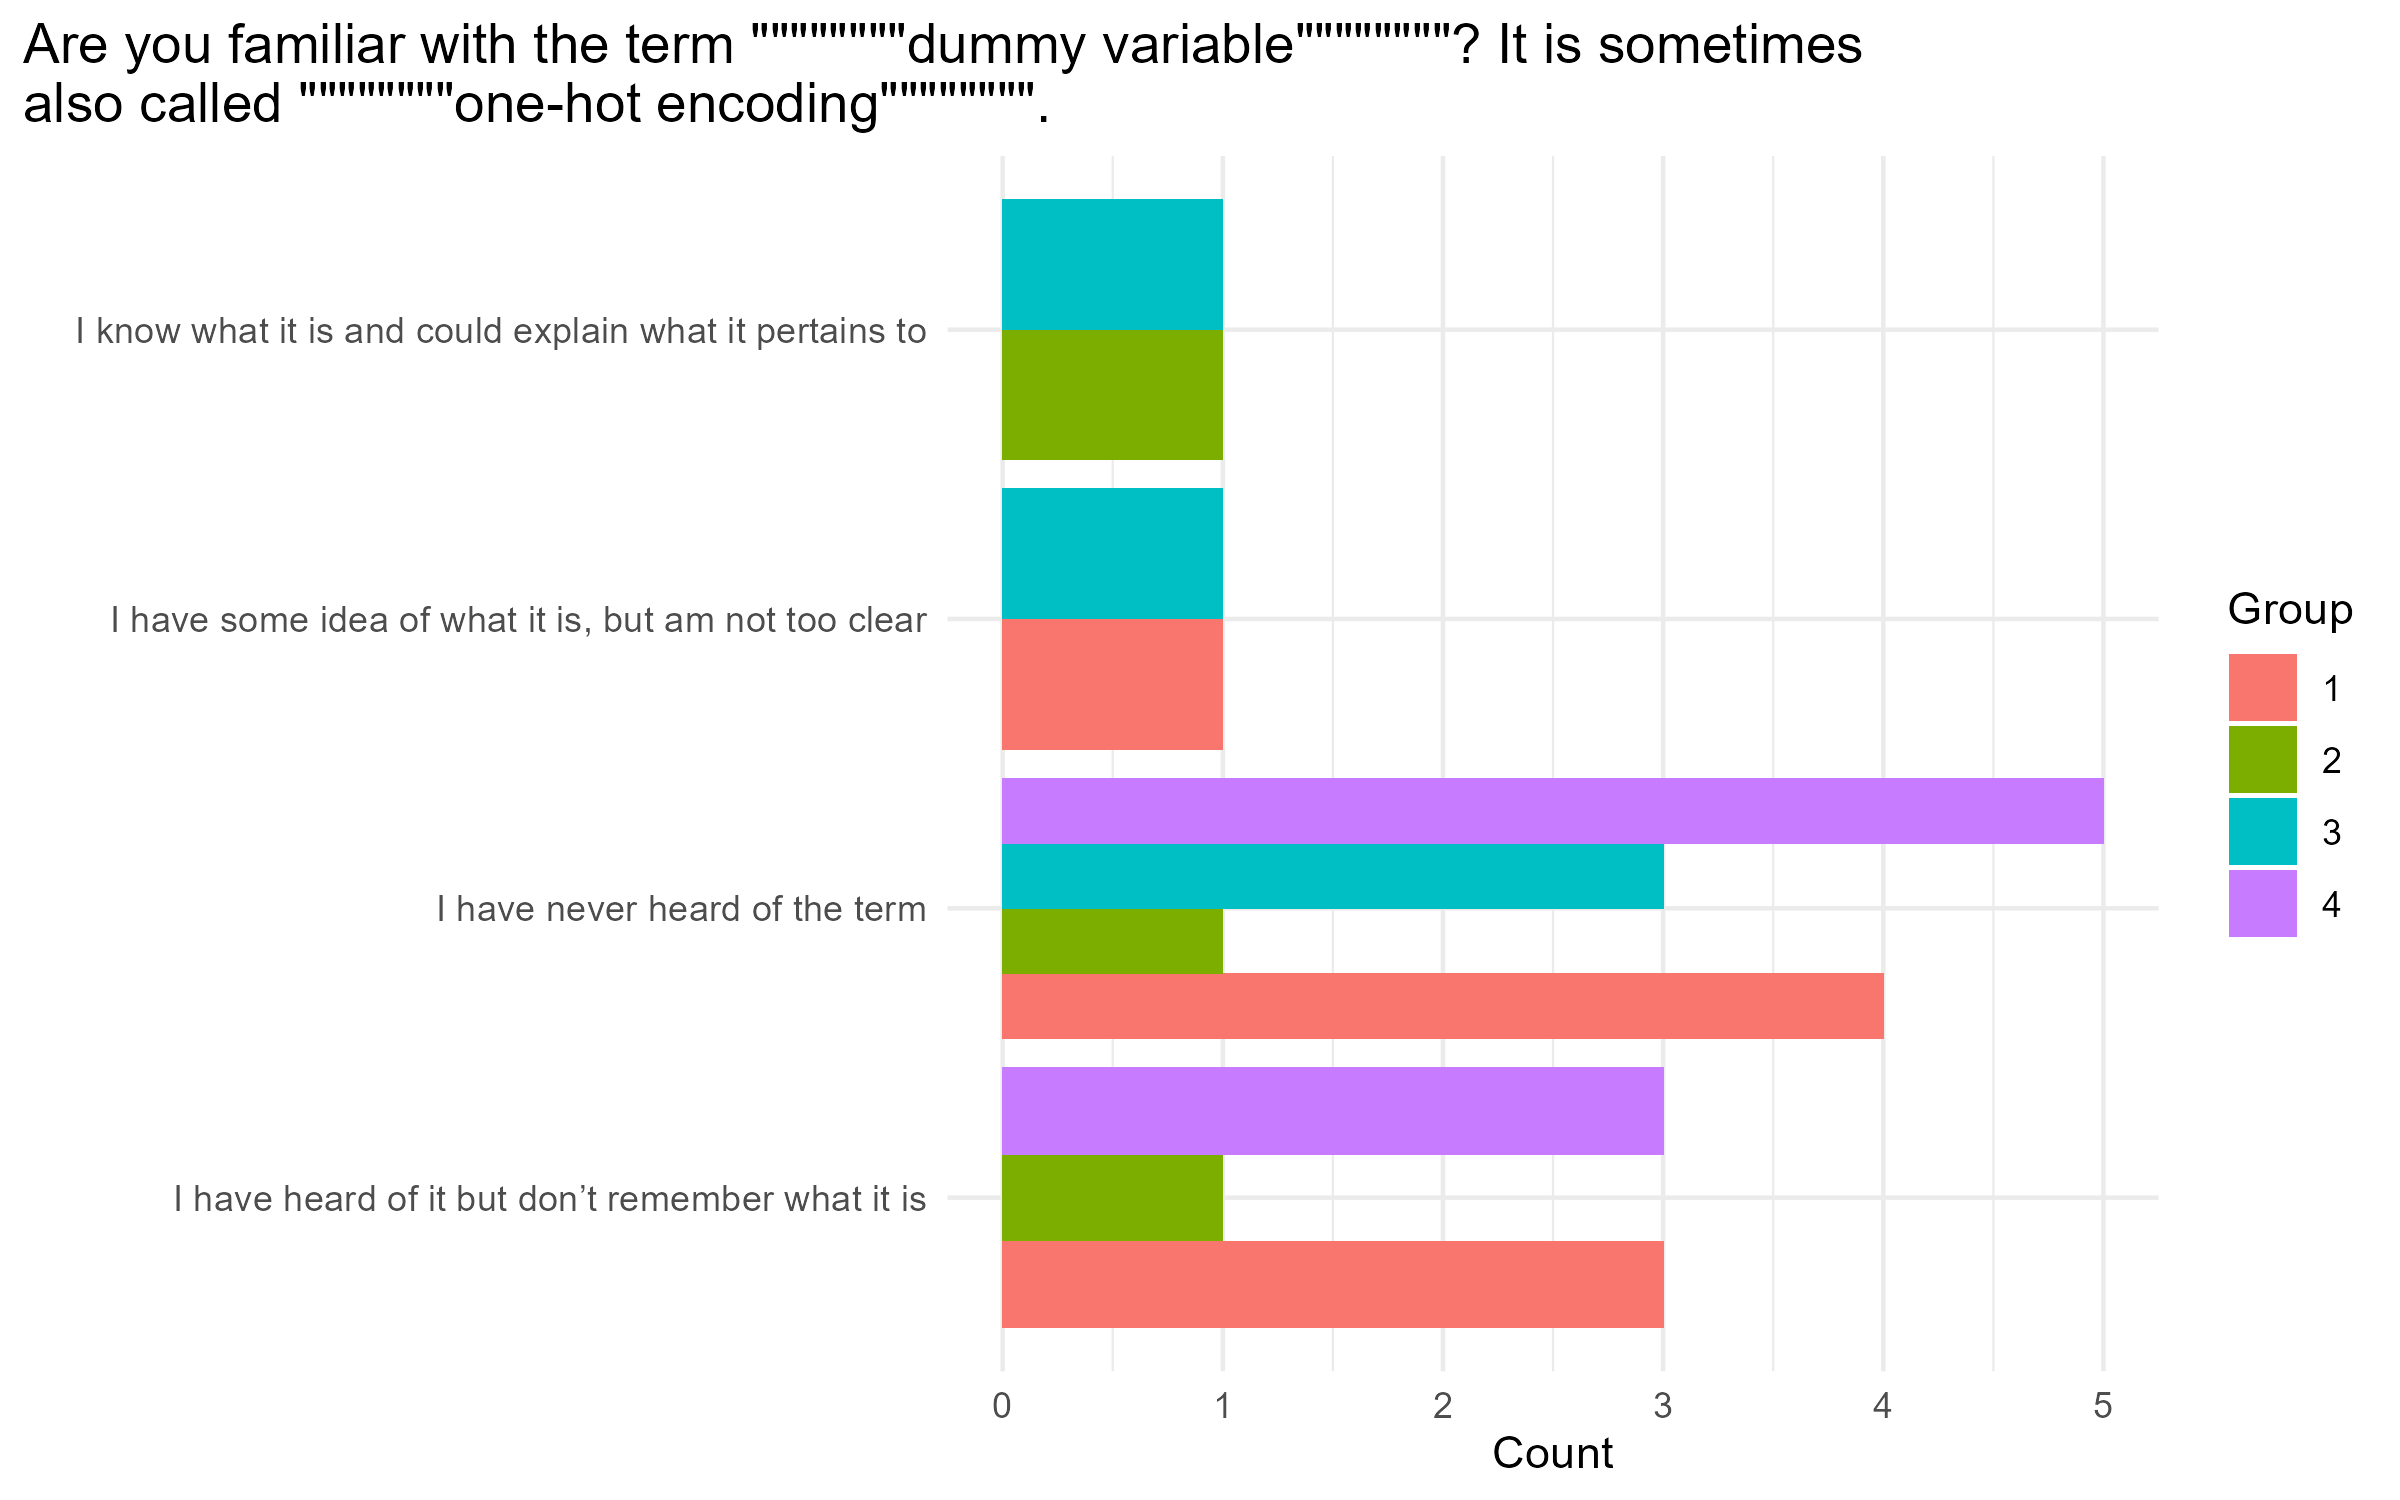 Are you familiar with the term """"""""dummy variable""""""""? It is sometimes
also called """"""""one-hot encoding"""""""".
I know what it is and could explain what it pertains to
I have some idea of what it is, but am not too clear
I have never heard of the term
I have heard of it but don’t remember what it is
0 1 2 3 4 5
Count
Group
1
2
3
4